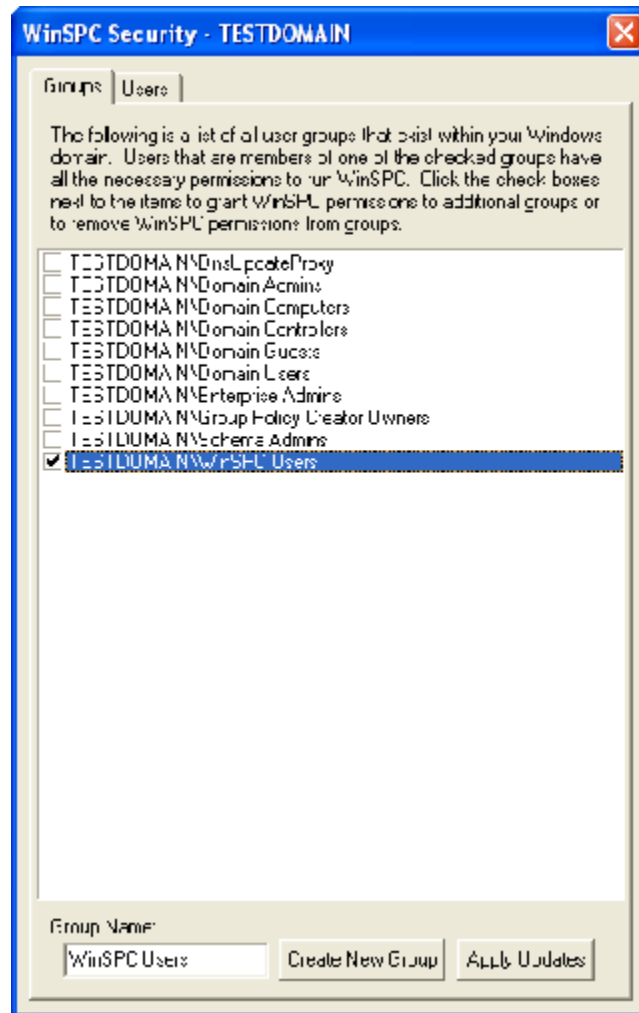 WinSPC Security - TESTDOMAIN
Groups
Users
The following is a list of all user groups that exist within your Windows
domain. Users that are members of one of the checked groups have
all the necessary permissions to run WinSPC. Click the check boxes
next to the items to grant WinSPC permissions to additional groups or
to remove WinSPC permissions from groups.
TESTDOMAIN\DnsUpdateProxy
TESTDOMAIN\Domain Admins
TESTDOMAIN\Domain Computers
TESTDOMAIN\Domain Controllers
TESTDOMAIN\Domain Guests
TESTDOMAIN\Domain Users
TESTDOMAIN\Enterprise Admins
TESTDOMAIN\Group Policy Creator Owners
TESTDOMAIN\Schema Admins
TESTDOMAIN\WinSPC Users
Group Name:
WinSPC Users
Create New Group
Apply Updates